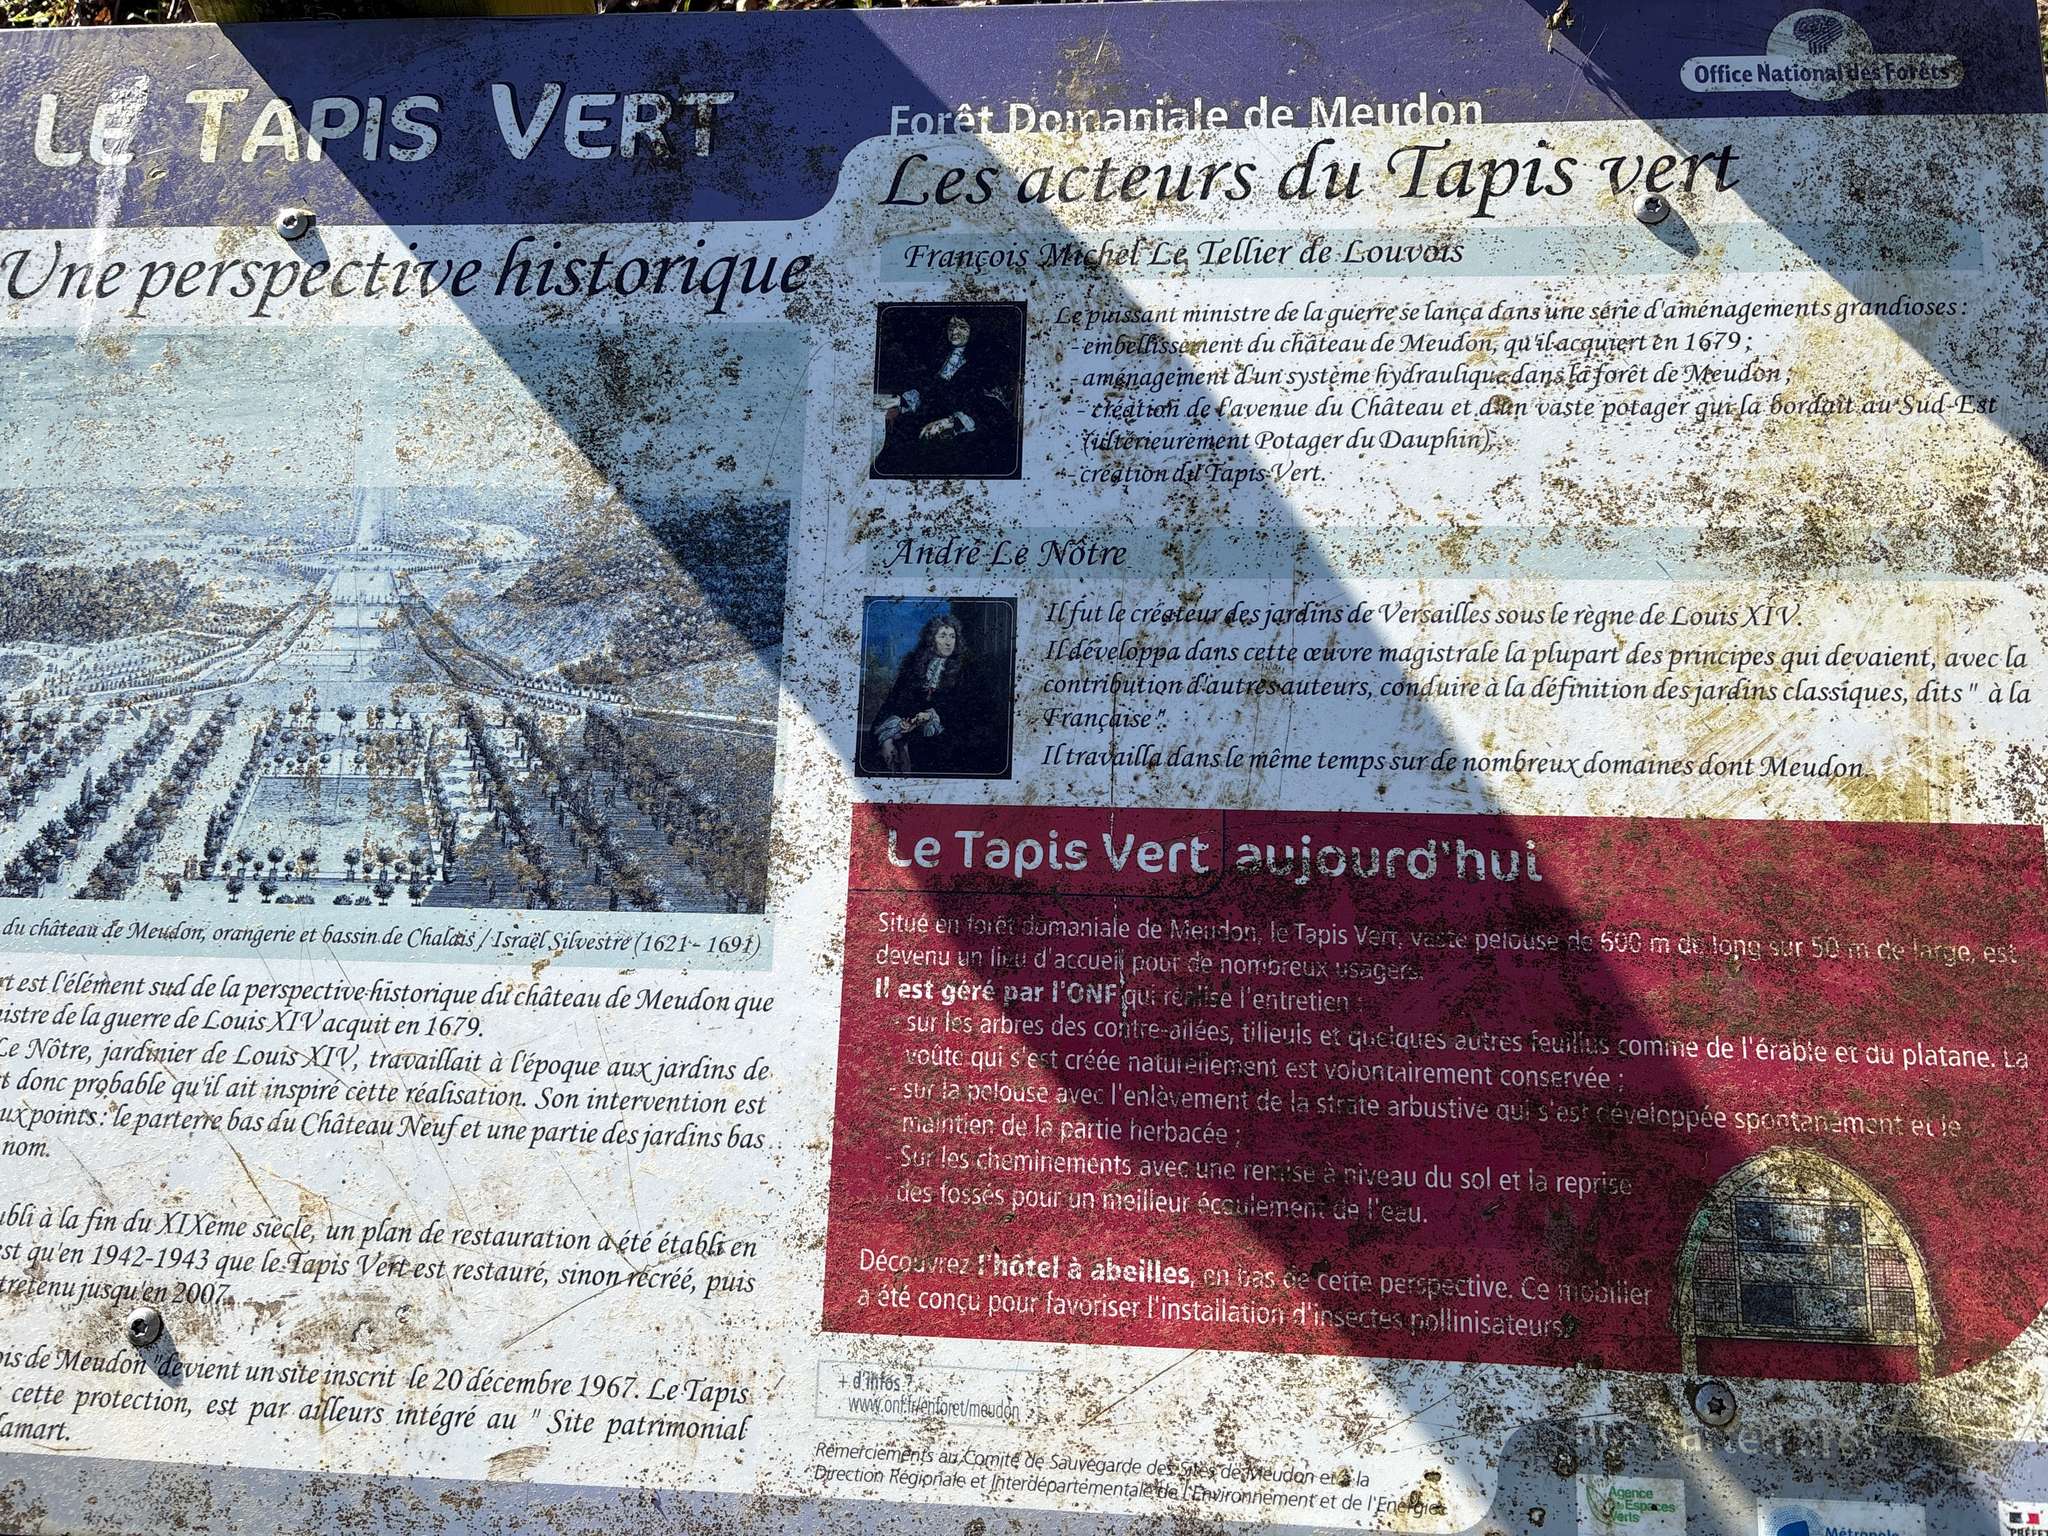 LE TAPIS VERT
Une perspective historique
du château de Meudon, orangerie et bassin de Chalais / Israël Silvestre (1621 - 1691)
est l'élément sud de la perspective historique du château de Meudon que
de la guerre de Louis XIV acquit en 1679.
Le Nôtre, jardinier de Louis XIV, travaillait à l'époque aux jardins de
donc probable qu'il ait inspiré cette réalisation. Son intervention est
points : le parterre bas du Château Neuf et une partie des jardins bas
nom.
à la fin du XIXème siècle, un plan de restauration a été établi en
qu'en 1942-1943 que le Tapis Vert est restauré, sinon récréé, puis
jusqu'en 2007
de Meudon "devient un site inscrit le 20 décembre 1967. Le Tapis
cette protection, est par ailleurs intégré au " Site patrimonial
lamart.
Office National des Forêts
Forêt Domaniale de Meudon
Les acteurs du Tapis vert
François Michel Le Tellier de Louvois
Le puissant ministre de la guerre se lança dans une série d'aménagements grandioses :
- embellissement du château de Meudon, qu'il acquiert en 1679 ;
- aménagement d'un système hydraulique dans la forêt de Meudon ;
- création de l'avenue du Château et d'un vaste potager qui la bordait au Sud-Est
(ultérieurement Potager du Dauphin),
- création du Tapis Vert.
André Le Nôtre
Il fut le créateur des jardins de Versailles sous le règne de Louis XIV.
Il développa dans cette œuvre magistrale la plupart des principes qui devaient, avec la
contribution d'autres auteurs, conduire à la définition des jardins classiques, dits " à la
Française ".
Il travailla dans le même temps sur de nombreux domaines dont Meudon.
Le Tapis Vert aujourd'hui
Situé en forêt domaniale de Meudon, le Tapis Vert, vaste pelouse de 600 m de long sur 50 m de large, est
devenu un lieu d'accueil pour de nombreux usagers.
Il est géré par l'ONF qui réalise l'entretien :
- sur les arbres des contre-allées, tilleuls et quelques autres feuillus comme de l'érable et du platane. La
voûte qui s'est créée naturellement est volontairement conservée ;
- sur la pelouse avec l'enlèvement de la strate arbustive qui s'est développée spontanément et le
maintien de la partie herbacée ;
- Sur les cheminements avec une remise à niveau du sol et la reprise
des fossés pour un meilleur écoulement de l'eau.
Découvrez l'hôtel à abeilles, en bas de cette perspective. Ce mobilier
a été conçu pour favoriser l'installation d'insectes pollinisateurs.
+ d'infos ?
www.onf.fr/enforet/meudon
Remerciements au Comité de Sauvegarde des Sites de Meudon et à la
Direction Régionale et Interdépartementale de l'Environnement et de l'Énergie
Agence
des Espaces
Verts
Métropole